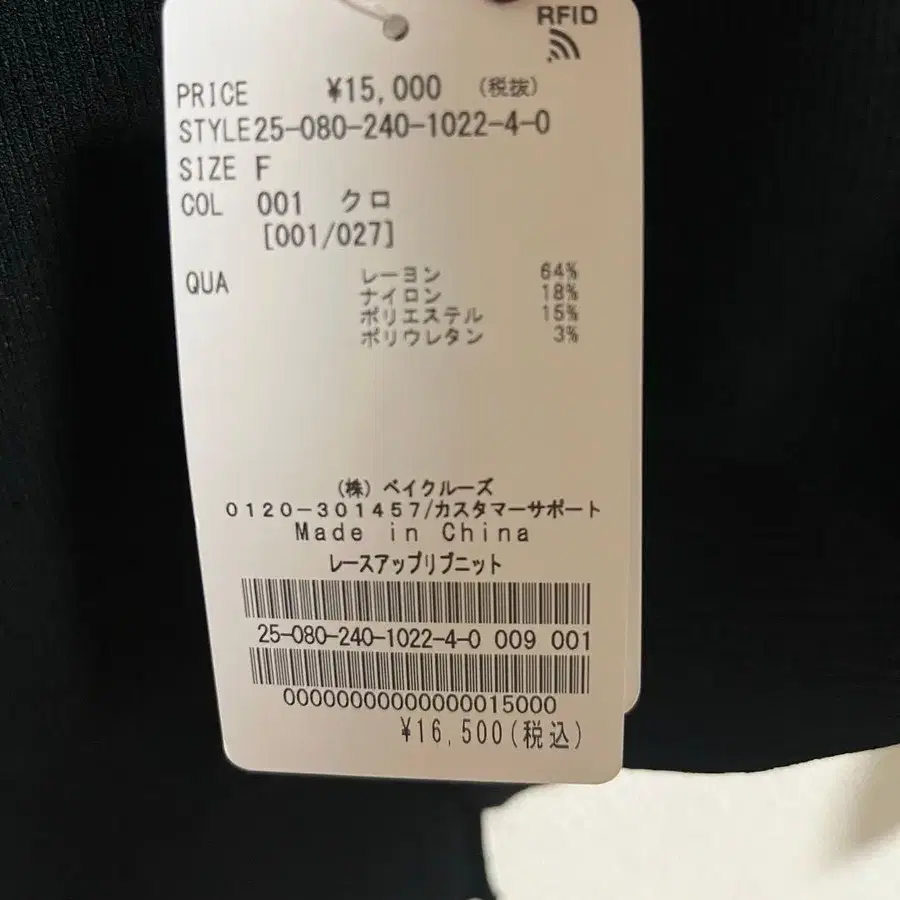 RFID
PRICE ¥15,000 (税抜)
STYLE25-080-240-1022-4-0
SIZE F
COL 001 クロ
[001/027]
QUA レーヨン 64%
ナイロン 18%
ポリエステル 15%
ポリウレタン 3%
(株) ベイクルーズ
0120-301457/カスタマーサポート
Made in China
レースアップリブニット
25-080-240-1022-4-0 009 001
00000000000000015000
¥16,500(税込)